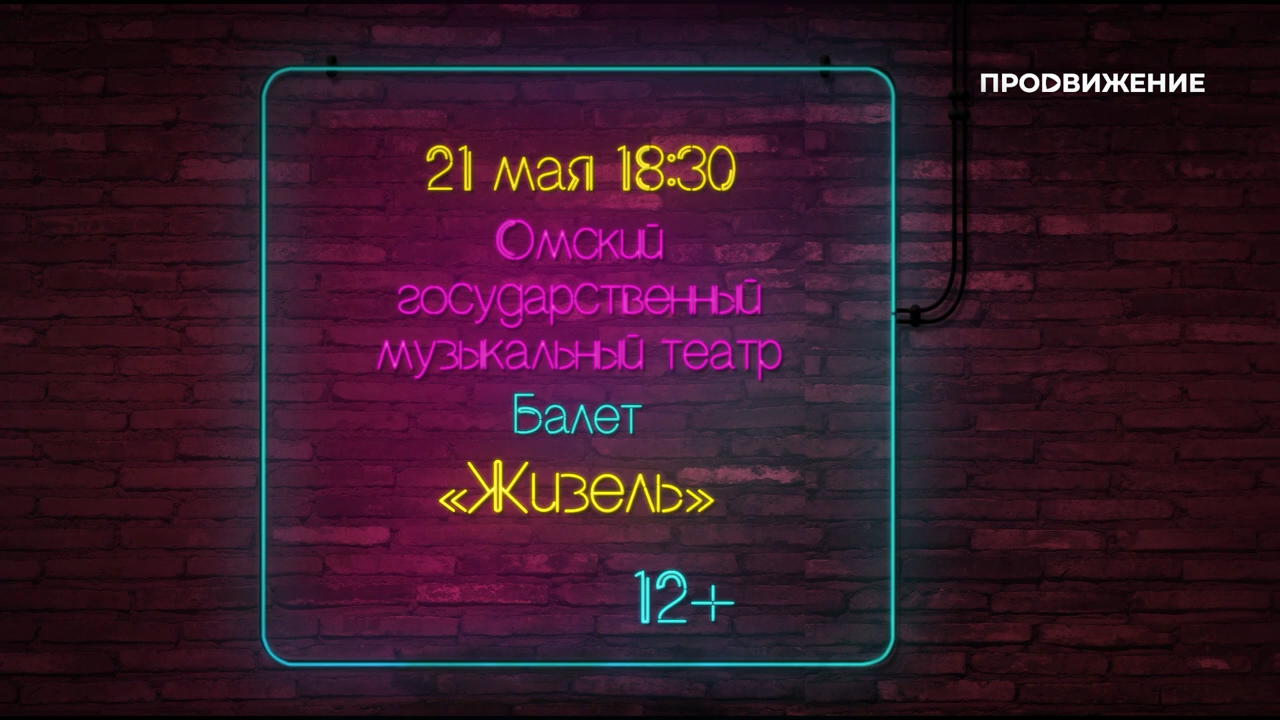 ПРОДВИЖЕНИЕ
21 мая 18:30
Омский
государственный
музыкальный театр
Балет
«Жизель»
12+